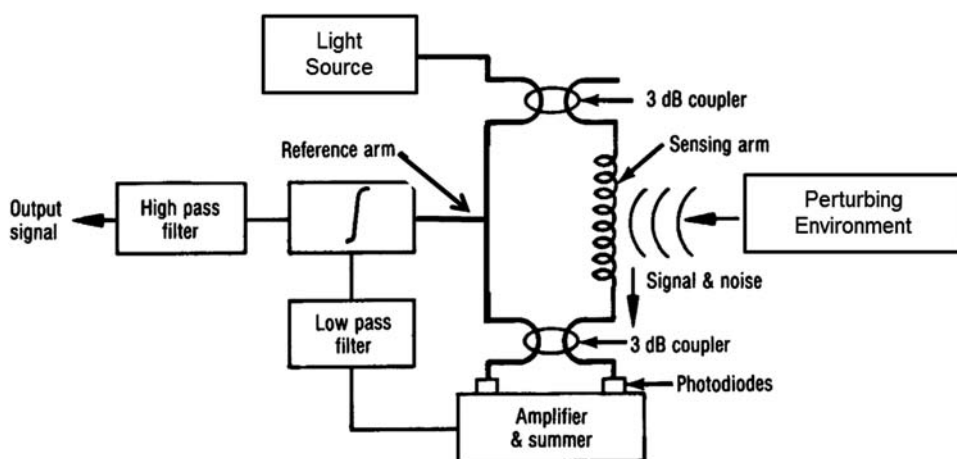 Light
Source
3 dB coupler
Reference arm
Sensing arm
Output
signal
High pass
filter
∫
Perturbing
Environment
Signal & noise
Low pass
filter
3 dB coupler
Photodiodes
Amplifier
& summer